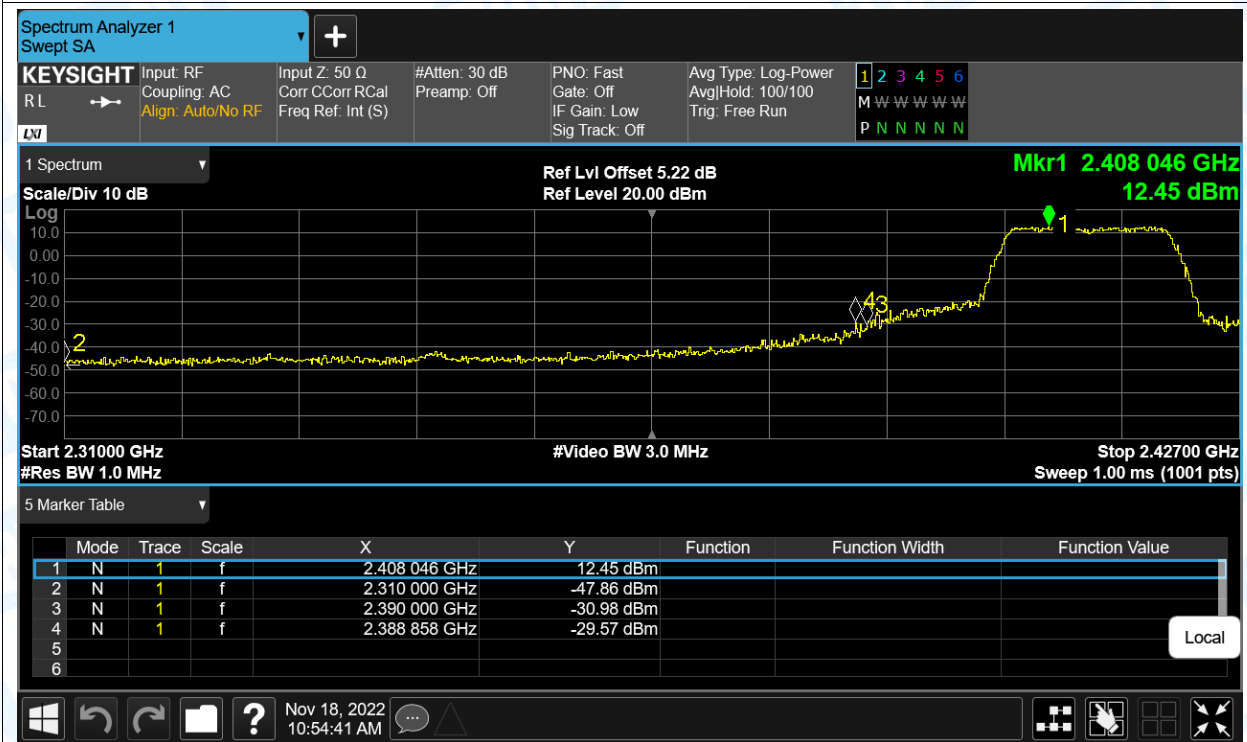 Spectrum Analyzer 1
Swept SA
KEYSIGHT Input: RF Input Z: 50 Ω #Atten: 30 dB PNO: Fast Avg Type: Log-Power 1 2 3 4 5 6
R L Coupling: AC Corr CCorr RCal Preamp: Off Gate: Off Avg|Hold: 100/100 M W W W W W W
Align: Auto/No RF Freq Ref: Int (S) IF Gain: Low Trig: Free Run
LXI Sig Track: Off P N N N N N
1 Spectrum Ref Lvl Offset 5.22 dB Mkr1 2.408 046 GHz
Scale/Div 10 dB Ref Level 20.00 dBm 12.45 dBm
Log
10.0 1
0.00
-10.0
-20.0 4 3
-30.0
-40.0 2
-50.0
-60.0
-70.0
Start 2.31000 GHz #Video BW 3.0 MHz Stop 2.42700 GHz
#Res BW 1.0 MHz Sweep 1.00 ms (1001 pts)
5 Marker Table
Mode Trace Scale X Y Function Function Width Function Value
1 N 1 f 2.408 046 GHz 12.45 dBm
2 N 1 f 2.310 000 GHz -47.86 dBm
3 N 1 f 2.390 000 GHz -30.98 dBm
4 N 1 f 2.388 858 GHz -29.57 dBm
5
6
Local
? Nov 18, 2022
10:54:41 AM